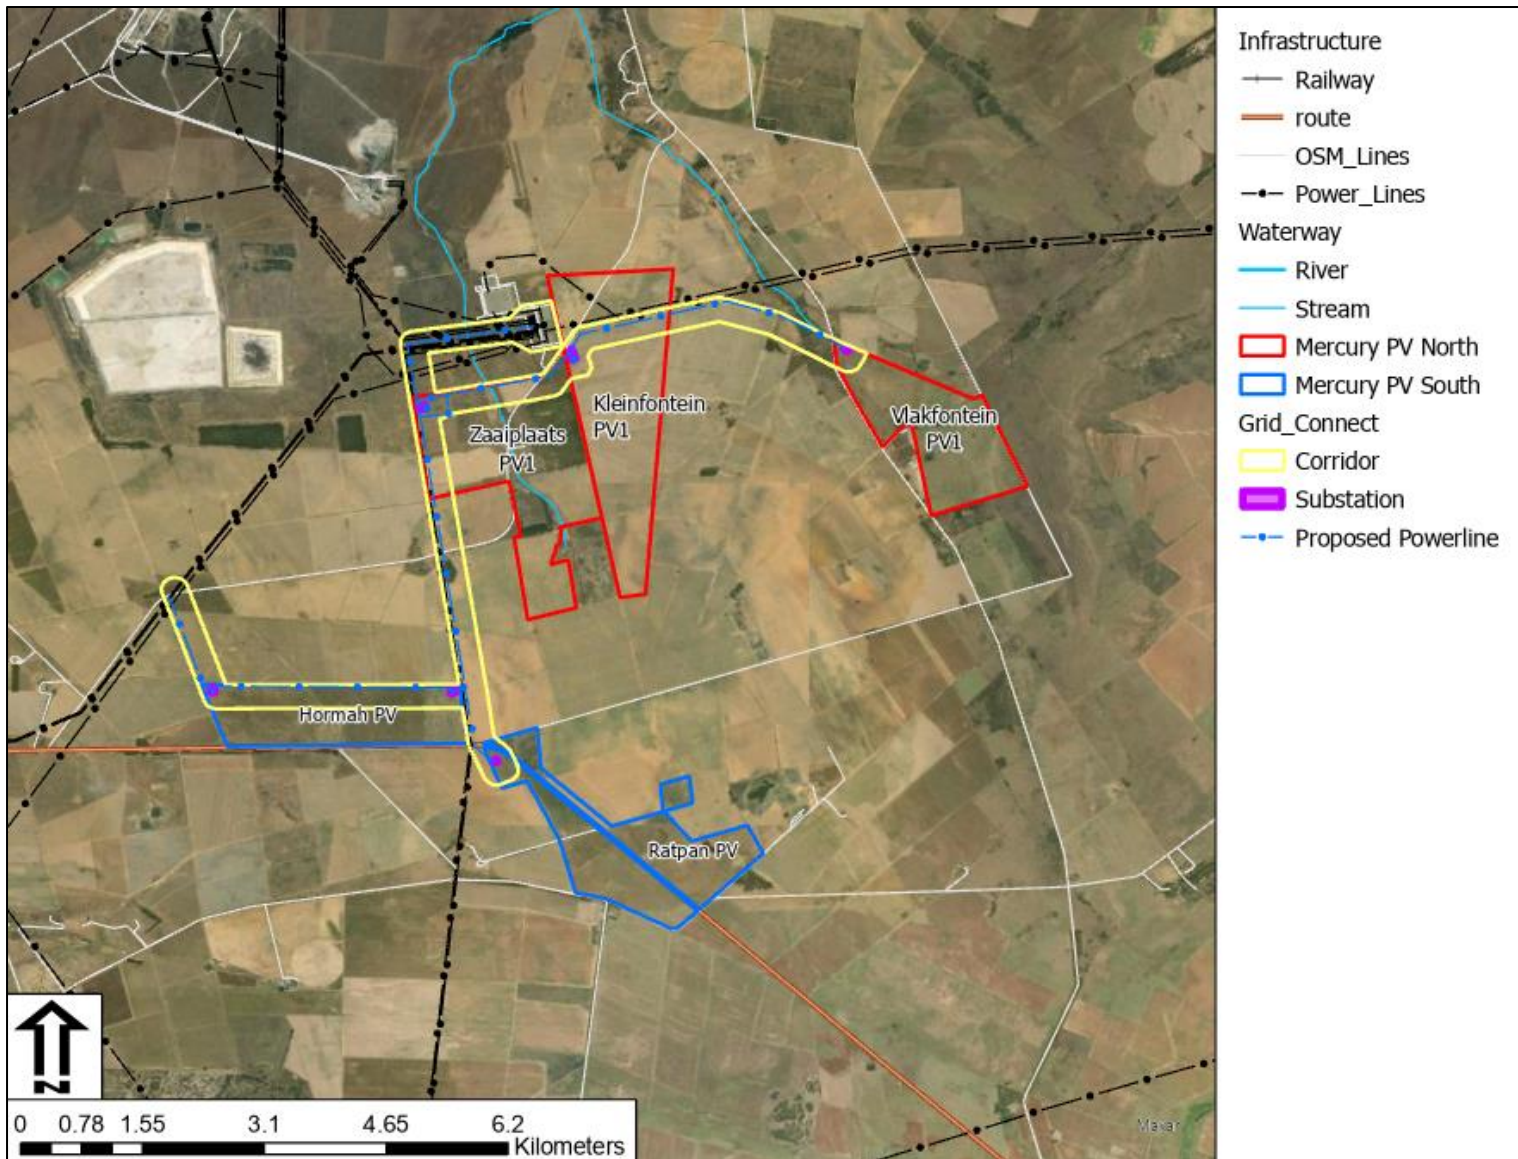 Infrastructure
Railway
route
OSM_Lines
Power_Lines
Waterway
River
Stream
Mercury PV North
Mercury PV South
Grid_Connect
Corridor
Substation
Proposed Powerline
Kleinfontein
PV1
Vlakfontein
PV1
Zaaiplaats
PV1
Hormah PV
Ratpan PV
N
0 0.78 1.55 3.1 4.65 6.2
Kilometers